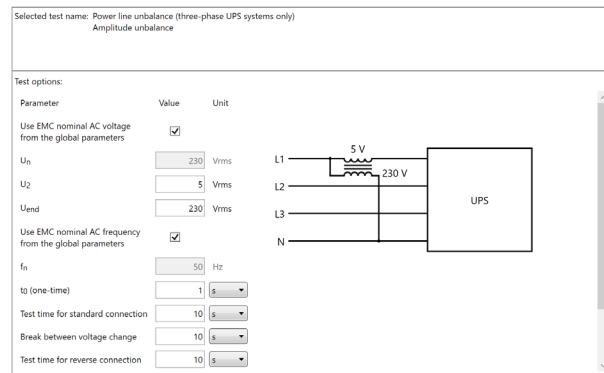 Selected test name: Power line unbalance (three-phase UPS systems only)
Amplitude unbalance
Test options:
Parameter Value Unit
Use EMC nominal AC voltage
from the global parameters
Un 230 Vrms
U2 5 Vrms
Uend 230 Vrms
Use EMC nominal AC frequency
from the global parameters
fn 50 Hz
t0 (one-time) 1 s
Test time for standard connection 10 s
Break between voltage change 10 s
Test time for reverse connection 10 s
5 V
L1
230 V
L2
UPS
L3
N